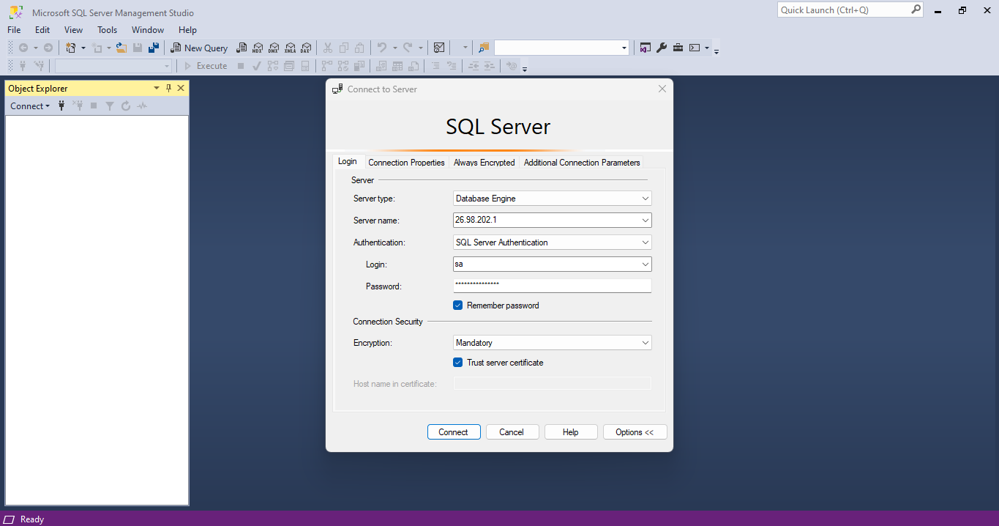 Microsoft SQL Server Management Studio
Quick Launch (Ctrl+Q)
File Edit View Tools Window Help
New Query
MDX DMX XMLA DAX
Execute
Object Explorer
Connect
Connect to Server
SQL Server
Login Connection Properties Always Encrypted Additional Connection Parameters
Server
Server type: Database Engine
Server name: 26.98.202.1
Authentication: SQL Server Authentication
Login: sa
Password: ***************
Remember password
Connection Security
Encryption: Mandatory
Trust server certificate
Host name in certificate:
Connect Cancel Help Options <<
Ready